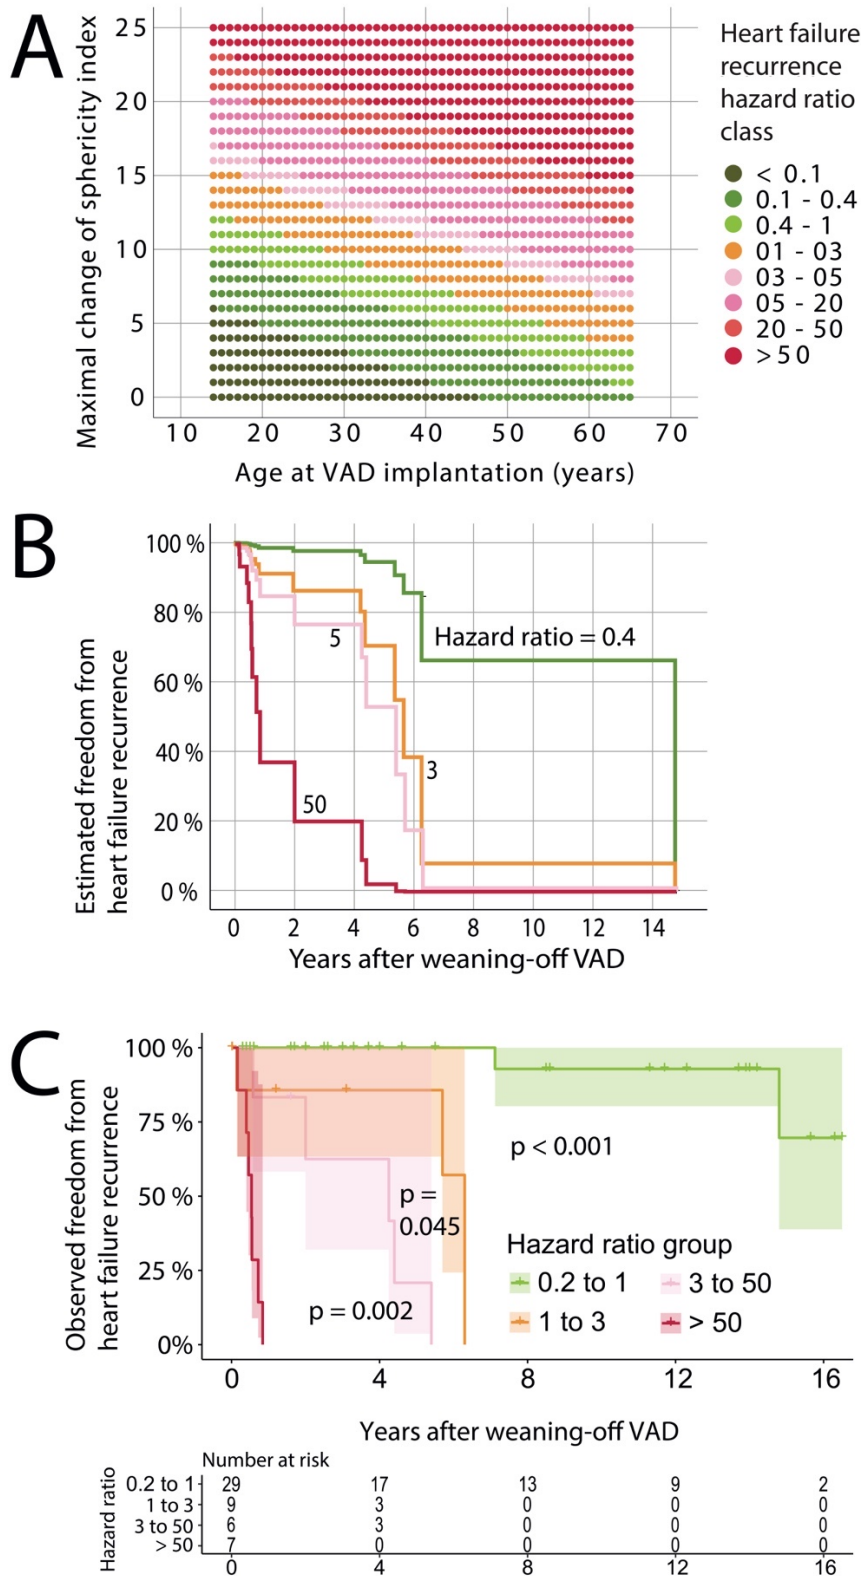 A
Maximal change of sphericity index
25
20
15
10
5
0
10 20 30 40 50 60 70
Age at VAD implantation (years)
Heart failure
recurrence
hazard ratio
class
< 0.1
0.1 - 0.4
0.4 - 1
01 - 03
03 - 05
05 - 20
20 - 50
>50
B
Estimated freedom from
heart failure recurrence
100 %
80 %
60 %
40 %
20 %
0 %
Hazard ratio = 0.4
5
3
50
0 2 4 6 8 10 12 14
Years after weaning-off VAD
C
Observed freedom from
heart failure recurrence
100 %
75 %
50 %
25 %
0%
p < 0.001
p =
0.045
p = 0.002
Hazard ratio group
0.2 to 1
3 to 50
1 to 3
> 50
0 4 8 12 16
Years after weaning-off VAD
Number at risk
Hazard ratio
0.2 to 1 29 17 13 9 2
1 to 3 9 3 0 0 0
3 to 50 6 3 0 0 0
> 50 7 0 0 0 0
0 4 8 12 16